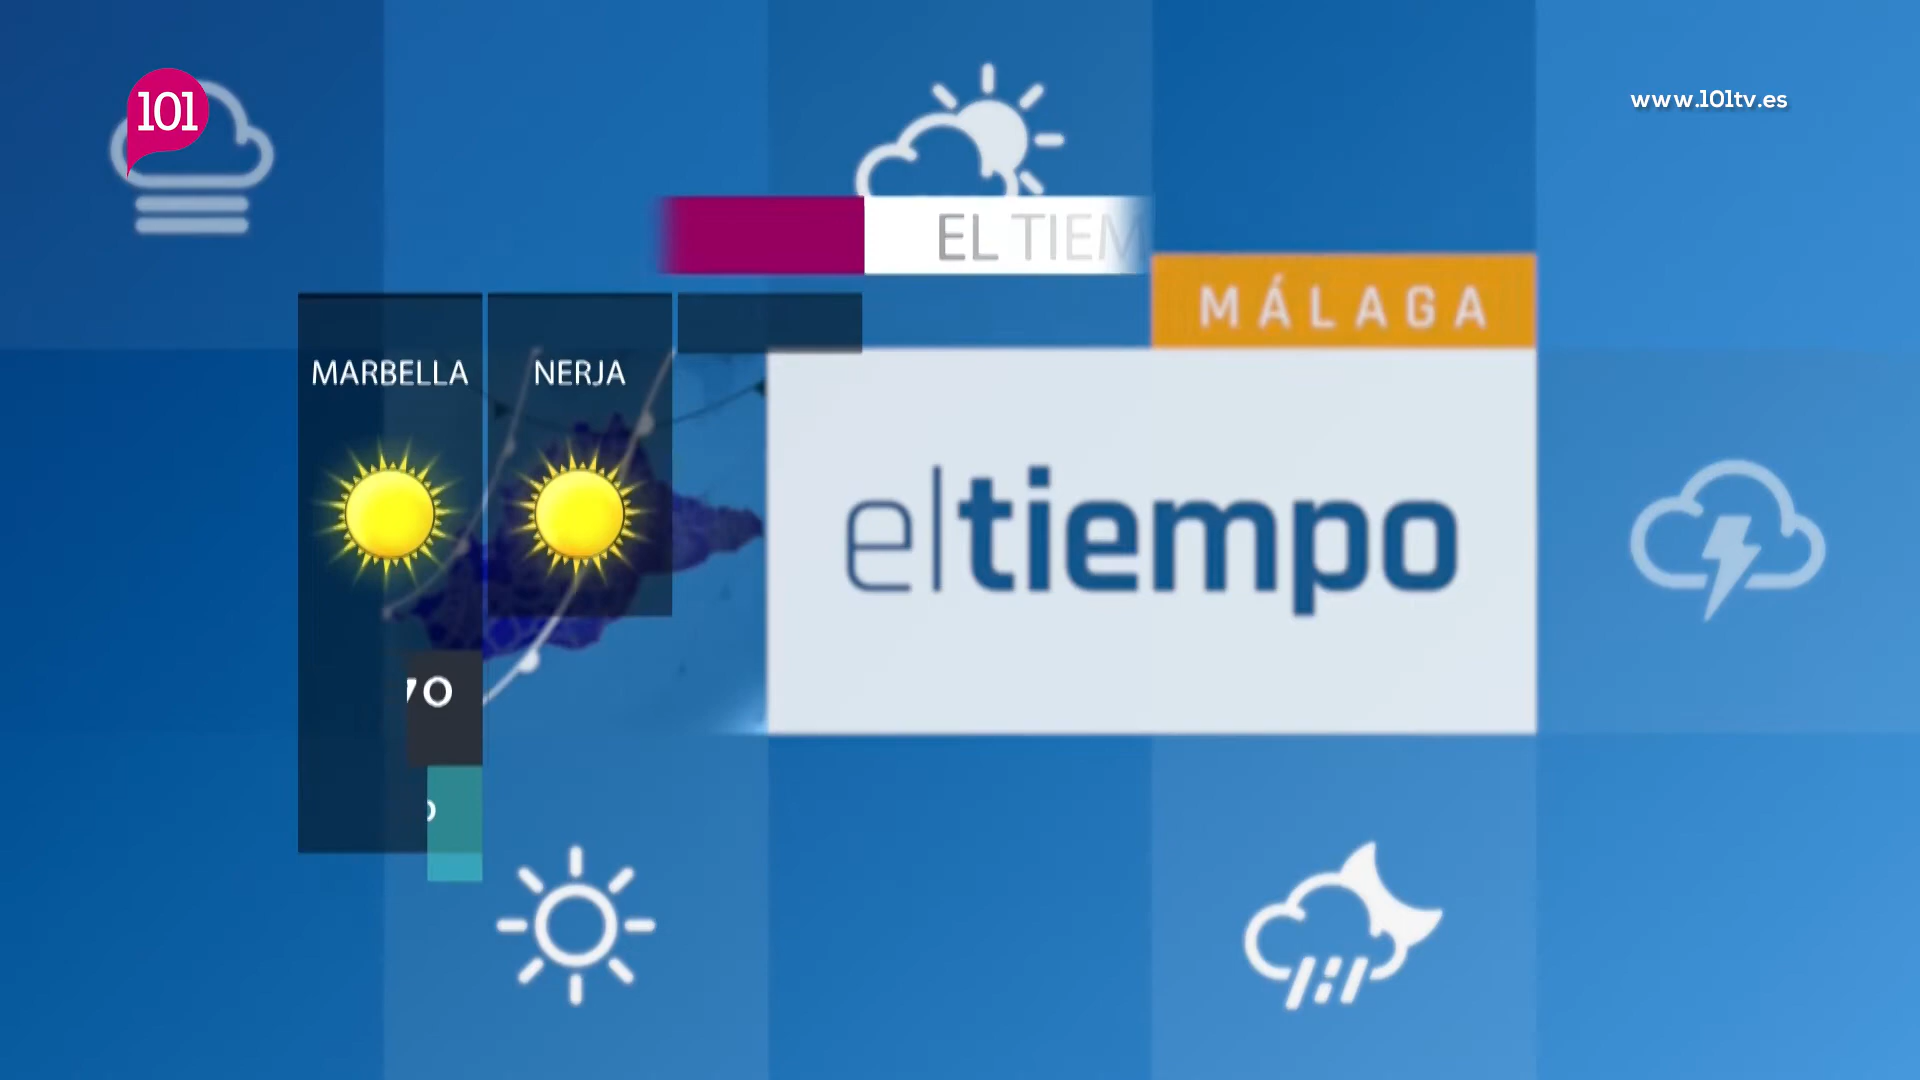 101
www.101tv.es
EL TIEM
MÁLAGA
MARBELLA
NERJA
eltiempo